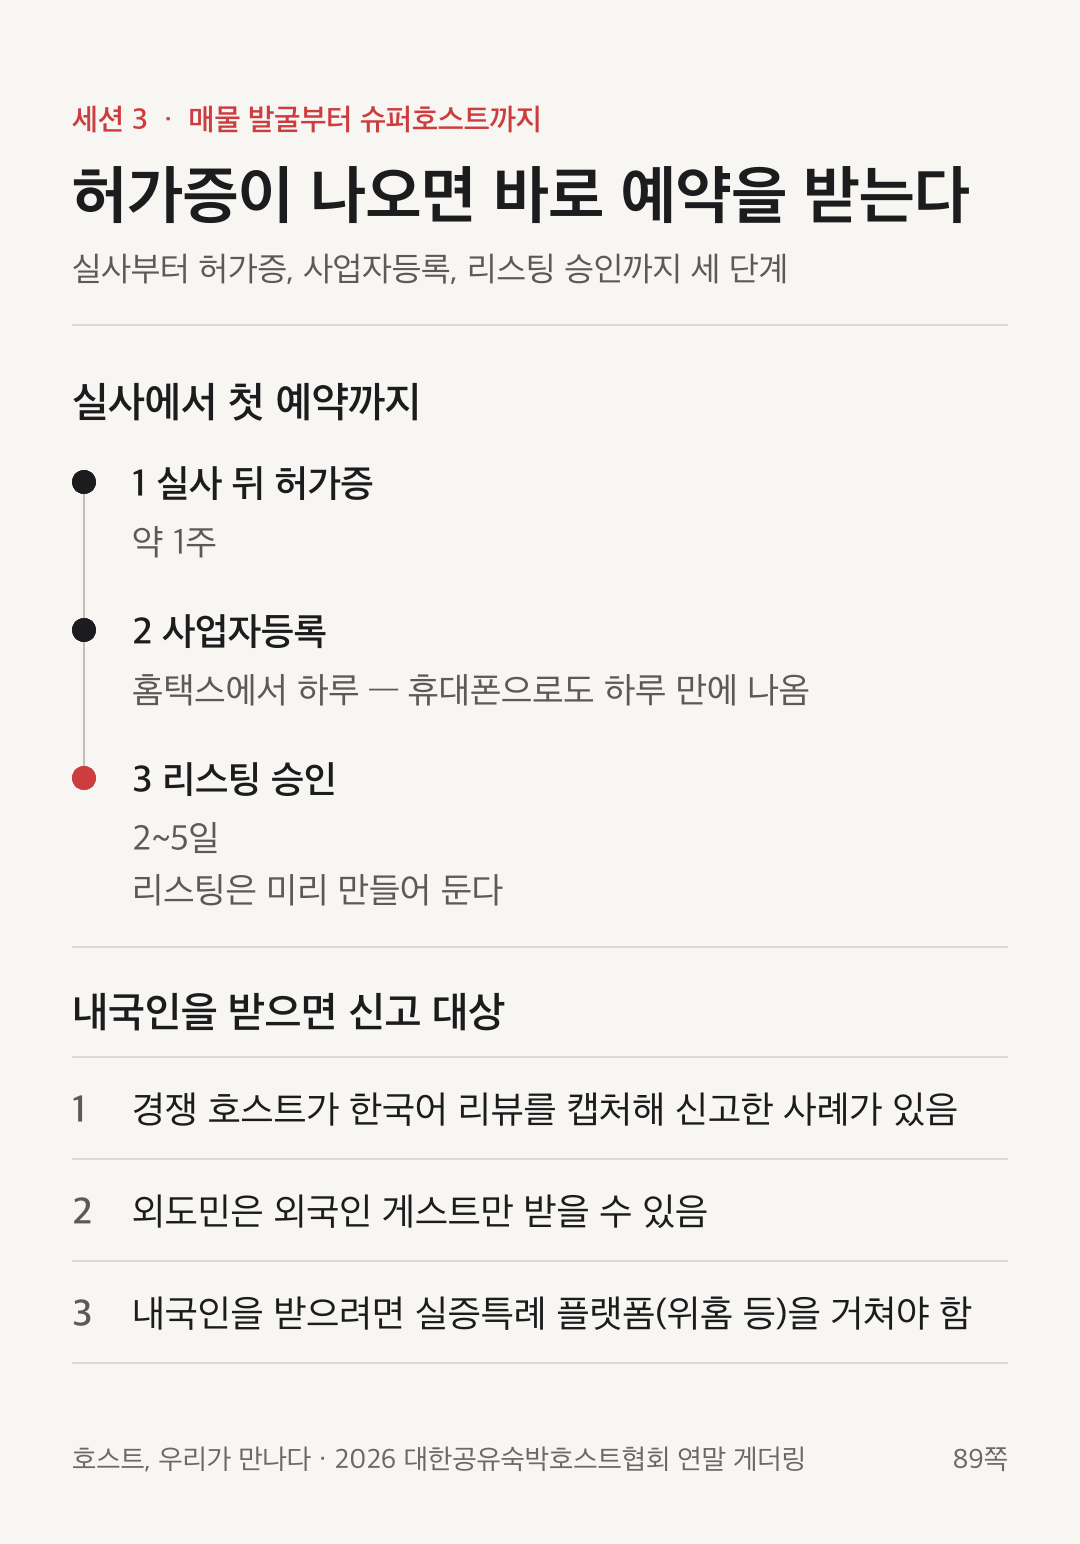 세션 3 · 매물 발굴부터 슈퍼호스트까지
허가증이 나오면 바로 예약을 받는다
실사부터 허가증, 사업자등록, 리스팅 승인까지 세 단계
실사에서 첫 예약까지
1 실사 뒤 허가증
약 1주
2 사업자등록
홈택스에서 하루 — 휴대폰으로도 하루 만에 나옴
3 리스팅 승인
2~5일
리스팅은 미리 만들어 둔다
내국인을 받으면 신고 대상
1 경쟁 호스트가 한국어 리뷰를 캡처해 신고한 사례가 있음
2 외도민은 외국인 게스트만 받을 수 있음
3 내국인을 받으려면 실증특례 플랫폼(위홈 등)을 거쳐야 함
호스트, 우리가 만나다 · 2026 대한공유숙박호스트협회 연말 게더링 89쪽